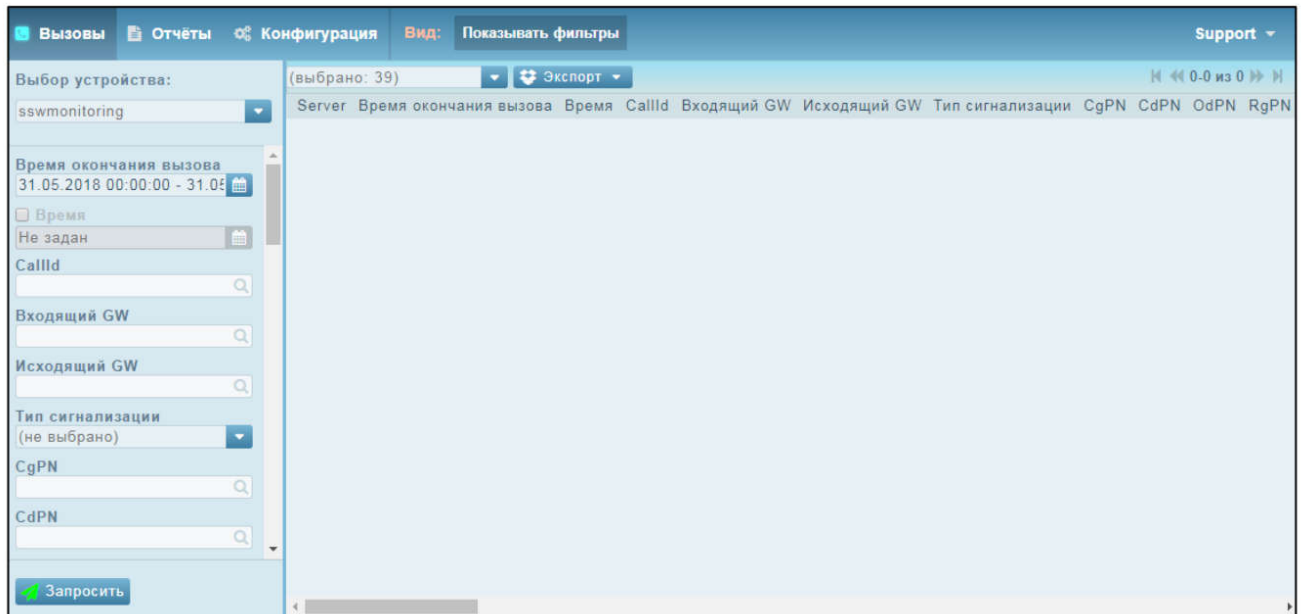 Вызовы Отчёты Конфигурация Вид: Показывать фильтры Support
Выбор устройства:
sswmonitoring
Время окончания вызова
31.05.2018 00:00:00 - 31.05
Время
Не задан
CallId
Входящий GW
Исходящий GW
Тип сигнализации
(не выбрано)
CgPN
CdPN
Запросить
(выбрано: 39) Экспорт 0-0 из 0
Server Время окончания вызова Время CallId Входящий GW Исходящий GW Тип сигнализации CgPN CdPN OdPN RgPN